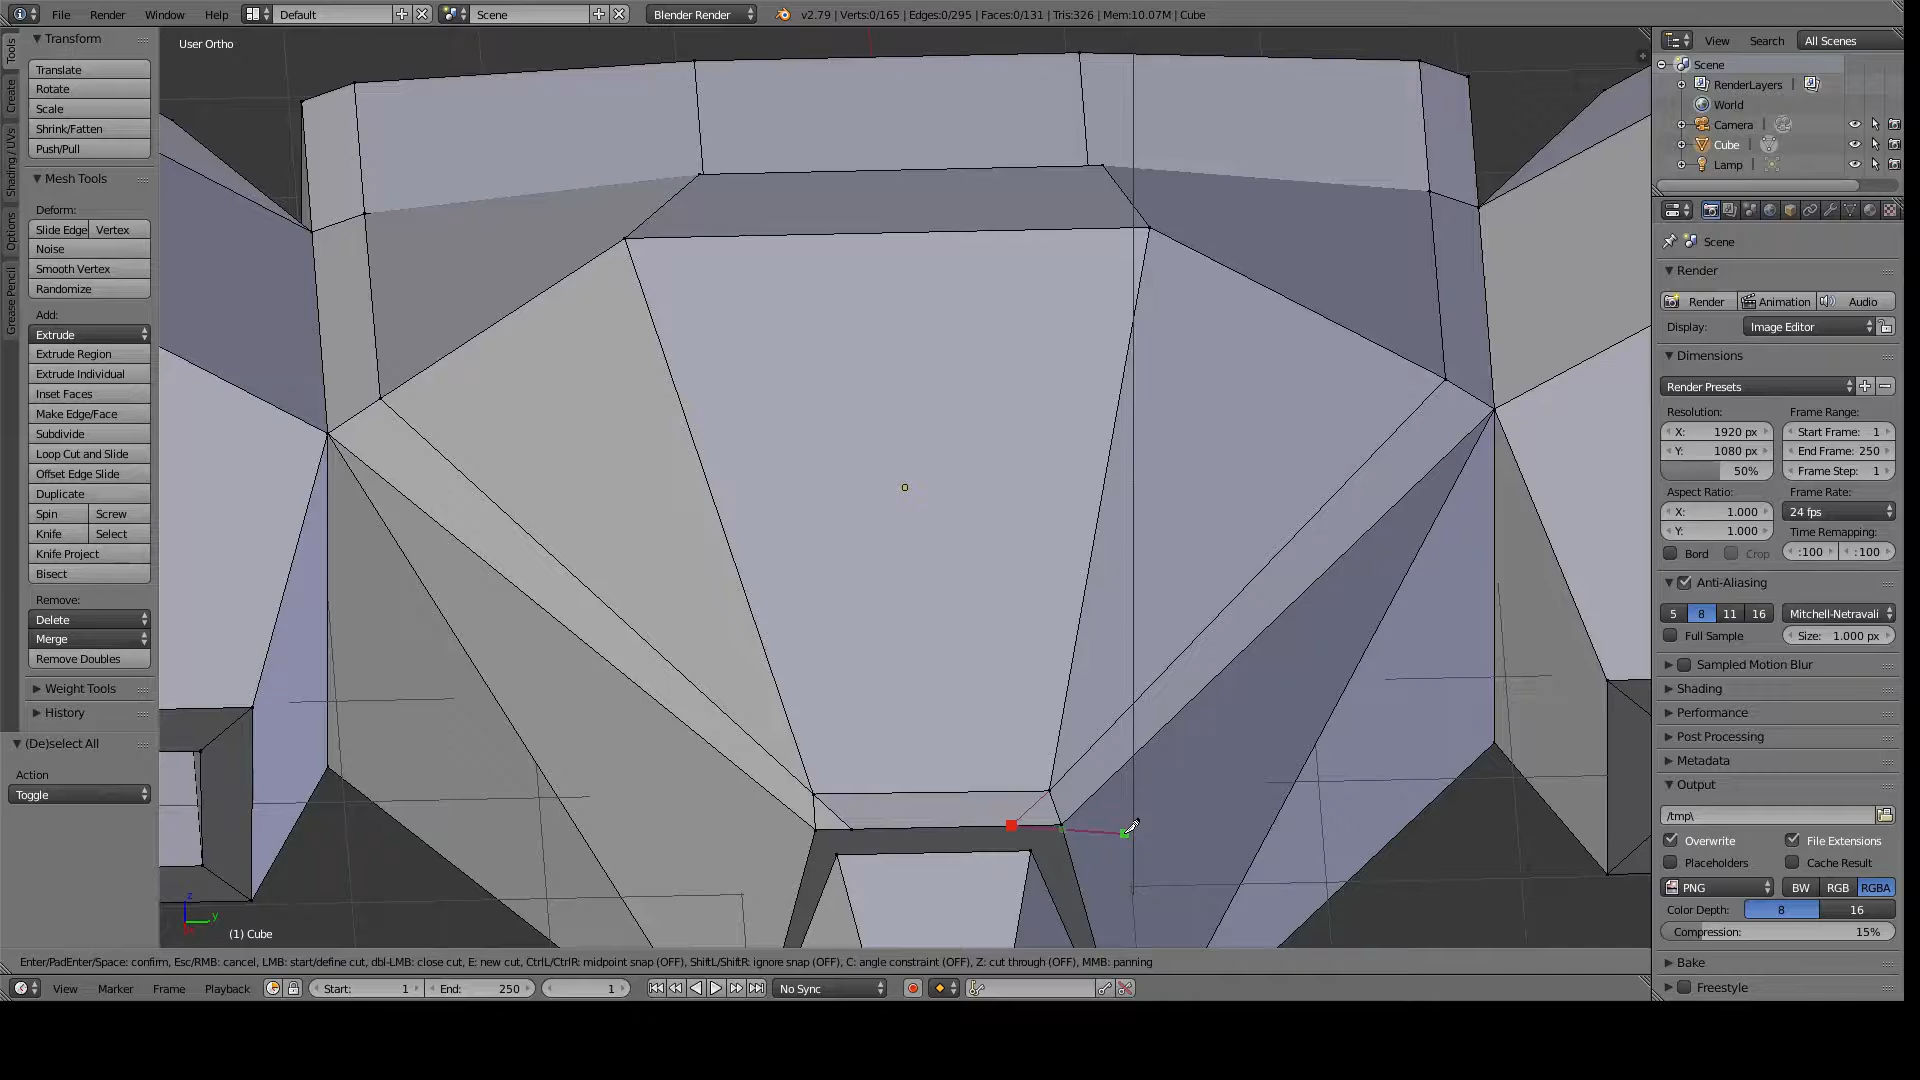 File Render Window Help Default Scene Blender Render v2.79 | Verts:0/165 | Edges:0/295 | Faces:0/131 | Tris:326 | Mem:10.07M | Cube
Tools
Create
Shading / UVs
Options
Grease Pencil
Transform
Translate
Rotate
Scale
Shrink/Fatten
Push/Pull
Mesh Tools
Deform:
Slide Edge Vertex
Noise
Smooth Vertex
Randomize
Add:
Extrude
Extrude Region
Extrude Individual
Inset Faces
Make Edge/Face
Subdivide
Loop Cut and Slide
Offset Edge Slide
Duplicate
Spin Screw
Knife Select
Knife Project
Bisect
Remove:
Delete
Merge
Remove Doubles
Weight Tools
History
(De)select All
Action
Toggle
User Ortho
z
y
(1) Cube
Enter/PadEnter/Space: confirm, Esc/RMB: cancel, LMB: start/define cut, dbl-LMB: close cut, E: new cut, CtrlL/CtrlR: midpoint snap (OFF), ShiftL/ShiftR: ignore snap (OFF), C: angle constraint (OFF), Z: cut through (OFF), MMB: panning
View Marker Frame Playback Start: 1 End: 250 1 No Sync
View Search All Scenes
Scene
RenderLayers
World
Camera
Cube
Lamp
Scene
Render
Render Animation Audio
Display: Image Editor
Dimensions
Render Presets
Resolution: Frame Range:
X: 1920 px Start Frame: 1
Y: 1080 px End Frame: 250
50% Frame Step: 1
Aspect Ratio: Frame Rate:
X: 1.000 24 fps
Y: 1.000 Time Remapping:
Bord Crop :100 :100
Anti-Aliasing
5 8 11 16 Mitchell-Netravali
Full Sample Size: 1.000 px
Sampled Motion Blur
Shading
Performance
Post Processing
Metadata
Output
/tmp\
Overwrite File Extensions
Placeholders Cache Result
PNG BW RGB RGBA
Color Depth: 8 16
Compression: 15%
Bake
Freestyle